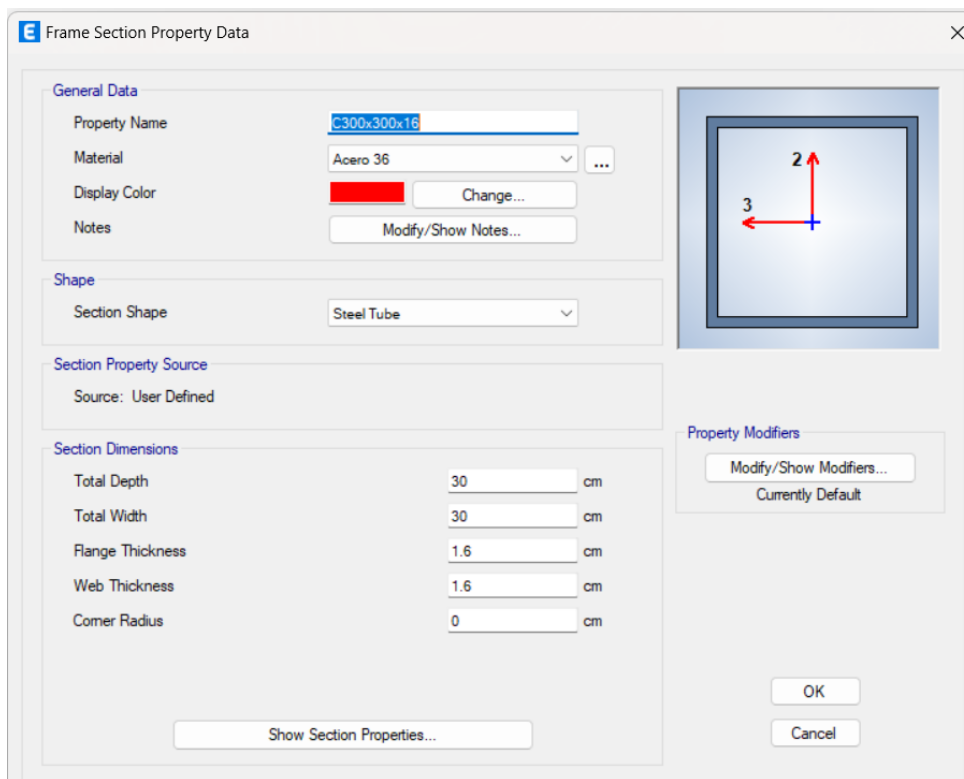 E Frame Section Property Data
General Data
Property Name C300x300x16
Material Acero 36 ...
Display Color Change...
Notes Modify/Show Notes...
Shape
Section Shape Steel Tube
Section Property Source
Source: User Defined
Section Dimensions
Total Depth 30 cm
Total Width 30 cm
Flange Thickness 1.6 cm
Web Thickness 1.6 cm
Corner Radius 0 cm
Show Section Properties...
2
3
Property Modifiers
Modify/Show Modifiers...
Currently Default
OK
Cancel